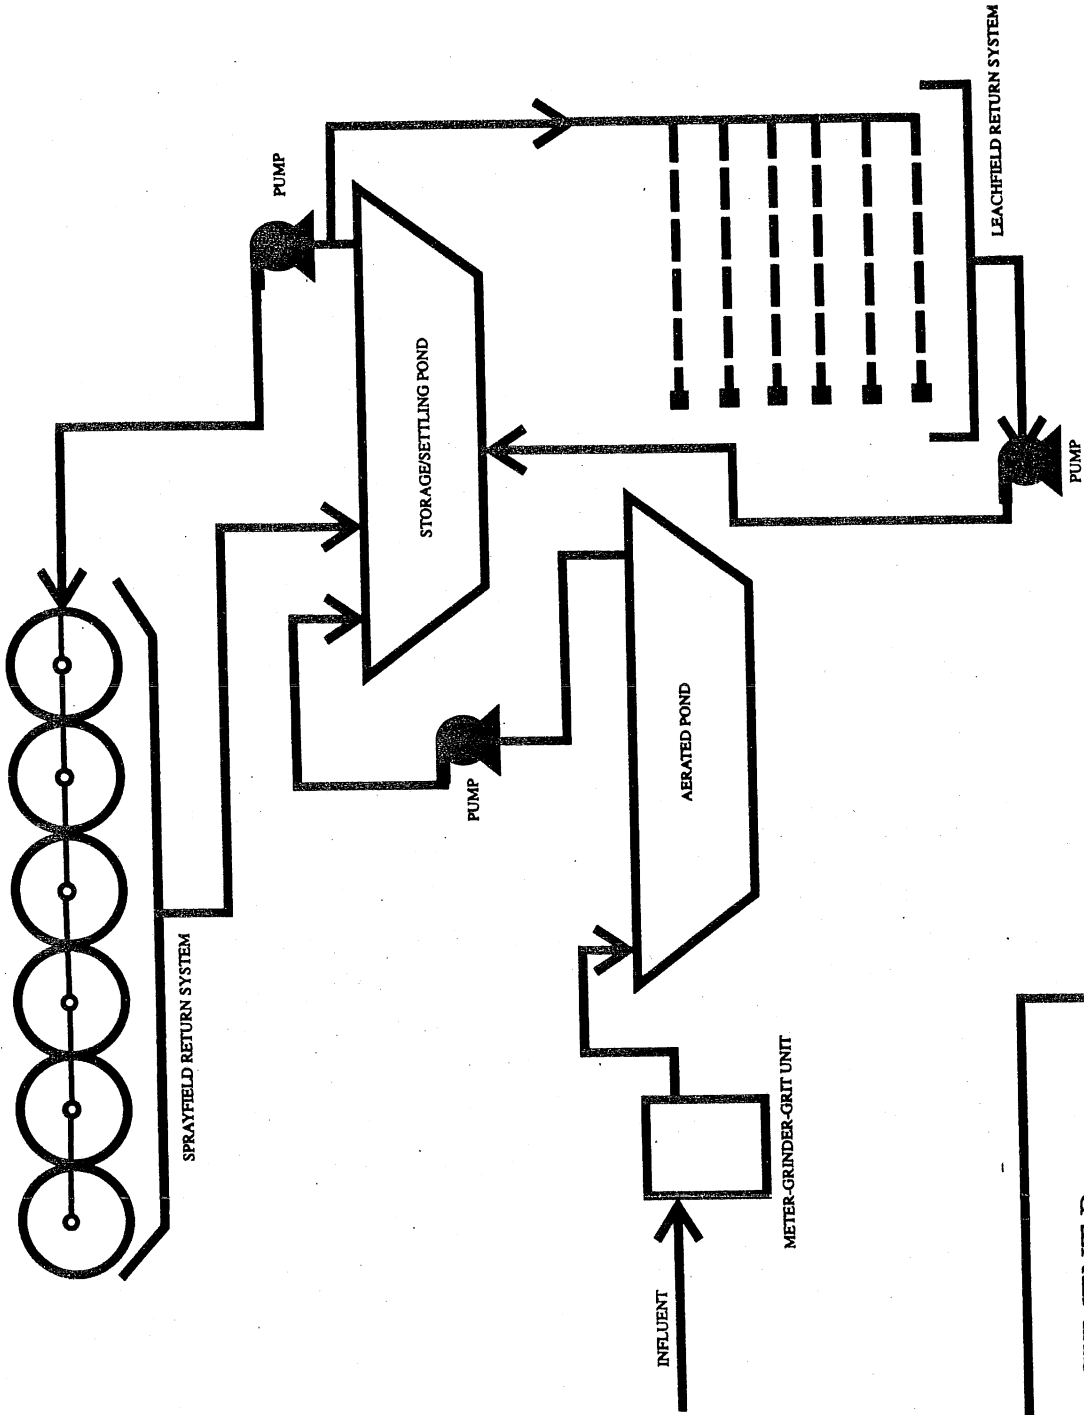 SPRAYFIELD RETURN SYSTEM
PUMP
STORAGE/SETTLING POND
LEACHFIELD RETURN SYSTEM
PUMP
AERATED POND
PUMP
INFLUENT
METER-GRINDER-GRIT UNIT